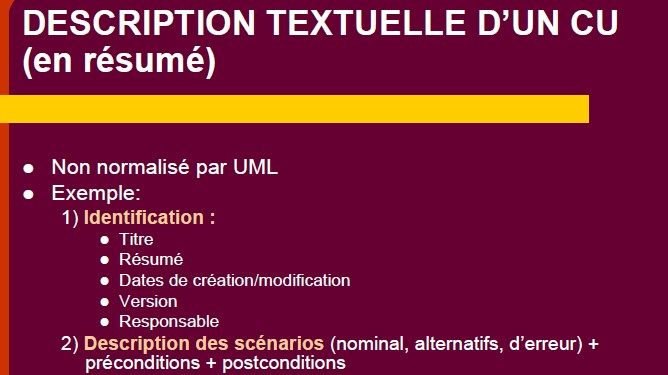 DESCRIPTION TEXTUELLE D’UN CU
(en résumé)
● Non normalisé par UML
● Exemple:
1) Identification :
● Titre
● Résumé
● Dates de création/modification
● Version
● Responsable
2) Description des scénarios (nominal, alternatifs, d’erreur) +
préconditions + postconditions